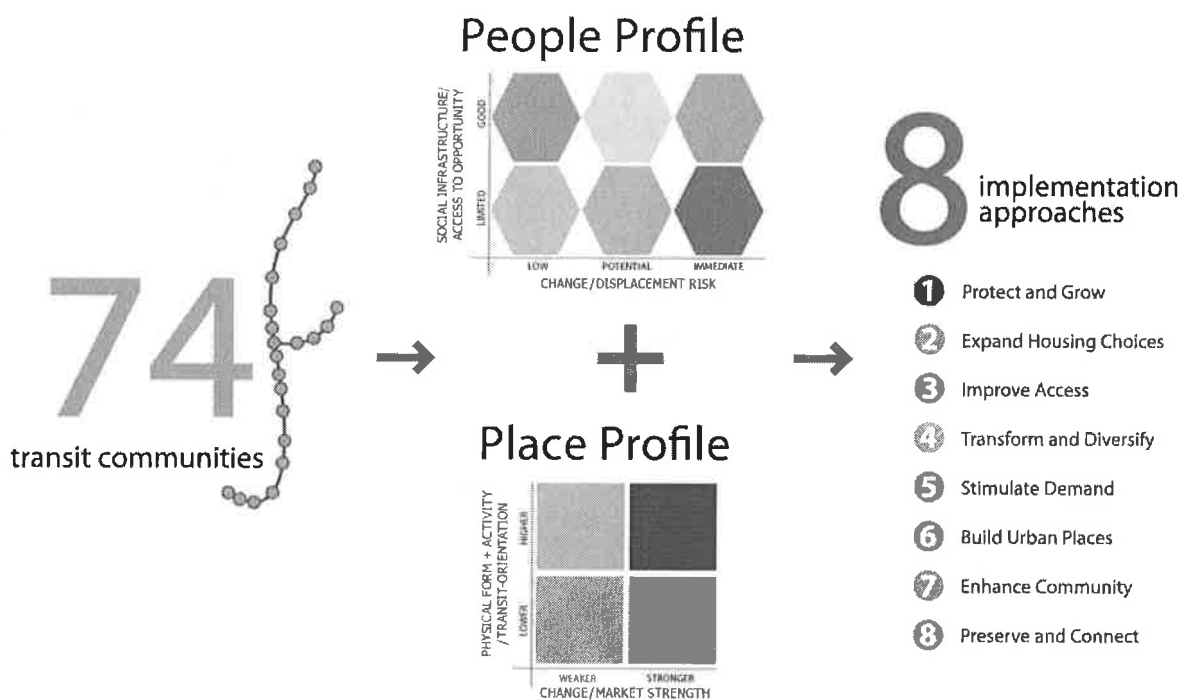 People Profile
SOCIAL INFRASTRUCTURE/
ACCESS TO OPPORTUNITY
GOOD
LIMITED
LOW
POTENTIAL
IMMEDIATE
CHANGE/DISPLACEMENT RISK
74
transit communities
+
Place Profile
PHYSICAL FORM + ACTIVITY
/TRANSIT-ORIENTATION
HIGHER
LOWER
WEAKER
STRONGER
CHANGE/MARKET STRENGTH
8
implementation
approaches
1 Protect and Grow
2 Expand Housing Choices
3 Improve Access
4 Transform and Diversify
5 Stimulate Demand
6 Build Urban Places
7 Enhance Community
8 Preserve and Connect